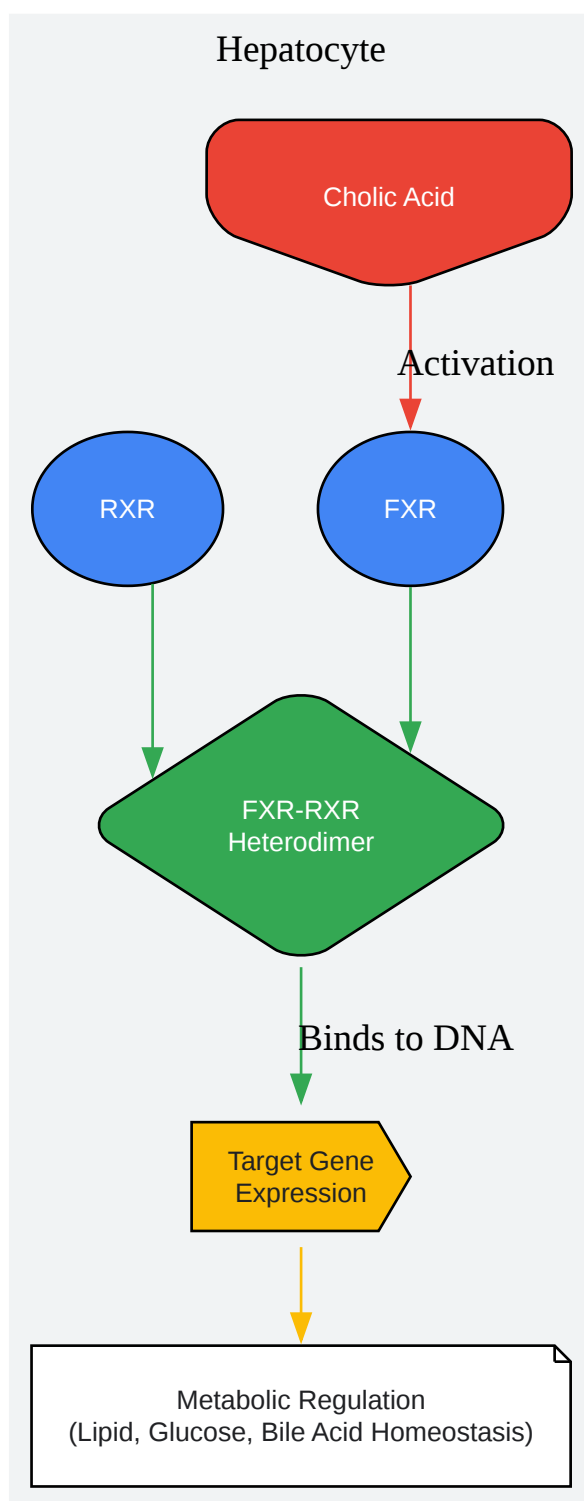 Hepatocyte
Cholic Acid
Activation
RXR
FXR
FXR-RXR
Heterodimer
Binds to DNA
Target Gene
Expression
Metabolic Regulation
(Lipid, Glucose, Bile Acid Homeostasis)